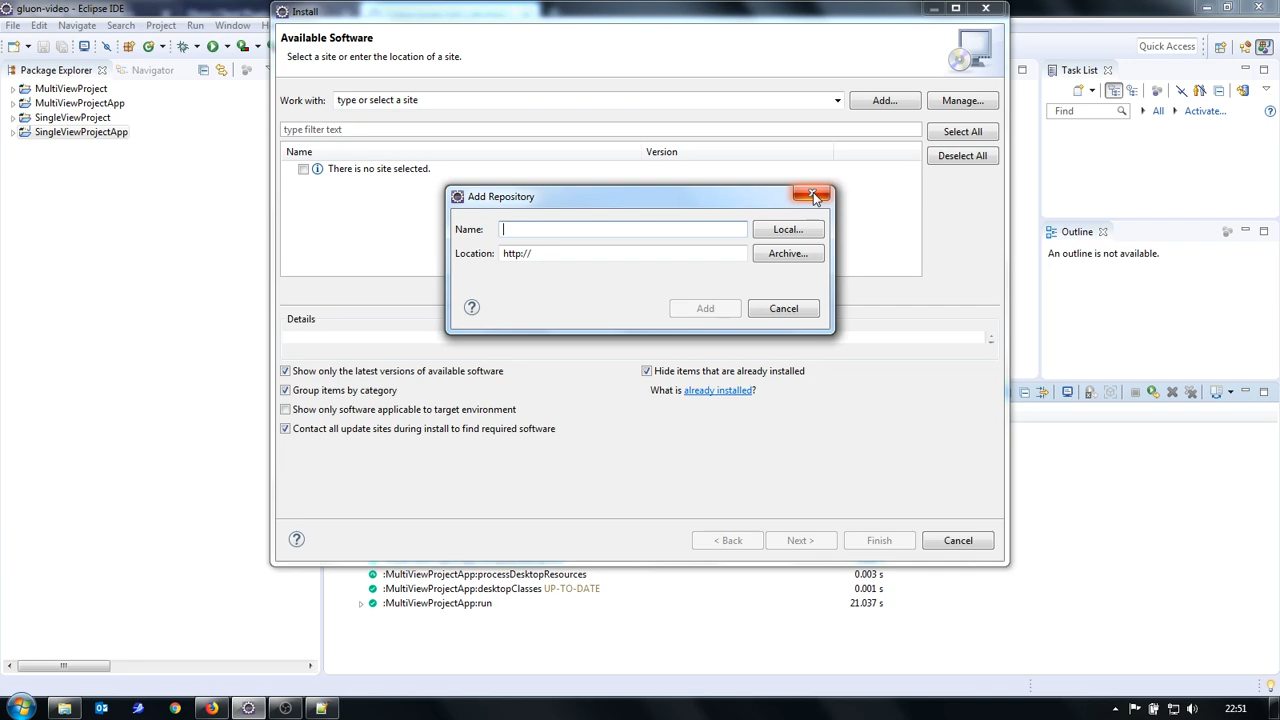 gluon-video - Eclipse IDE
Install
File Edit Navigate Search Project Run Window
Available Software
Select a site or enter the location of a site.
Quick Access
Package Explorer
Navigator
Task List
MultiViewProject
MultiViewProjectApp
SingleViewProject
SingleViewProjectApp
Work with: type or select a site
Add...
Manage...
Find
All
Activate...
type filter text
Select All
Name
Version
Deselect All
There is no site selected.
Add Repository
Name:
Local...
Location: http://
Archive...
Add
Cancel
Outline
An outline is not available.
Details
Show only the latest versions of available software
Hide items that are already installed
Group items by category
What is already installed?
Show only software applicable to target environment
Contact all update sites during install to find required software
< Back
Next >
Finish
Cancel
:MultiViewProjectApp:processDesktopResources 0.003 s
:MultiViewProjectApp:desktopClasses UP-TO-DATE 0.001 s
:MultiViewProjectApp:run 21.037 s
22:51